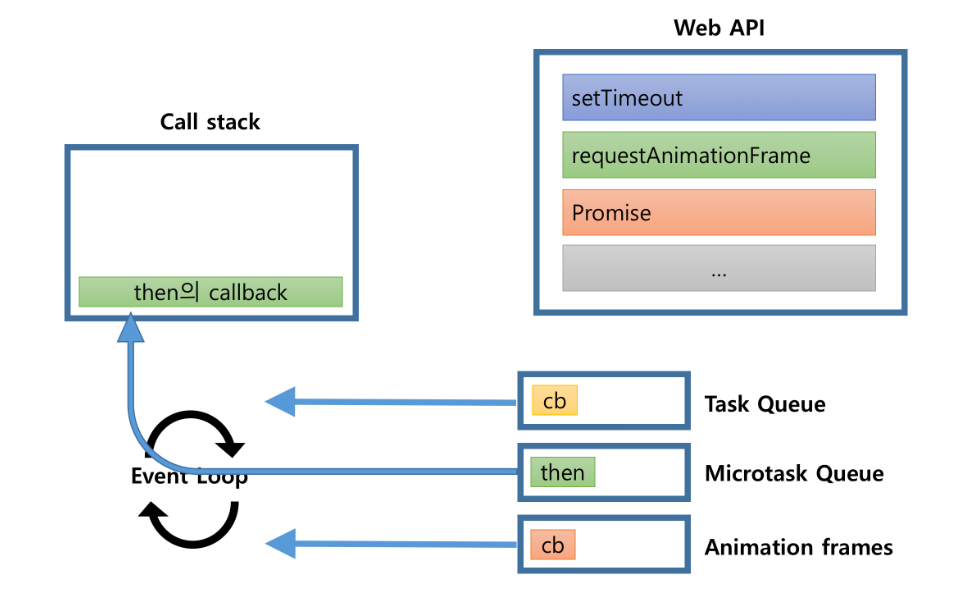 Web API
setTimeout
requestAnimationFrame
Promise
...
Call stack
then의 callback
Event Loop
cb
Task Queue
then
Microtask Queue
cb
Animation frames